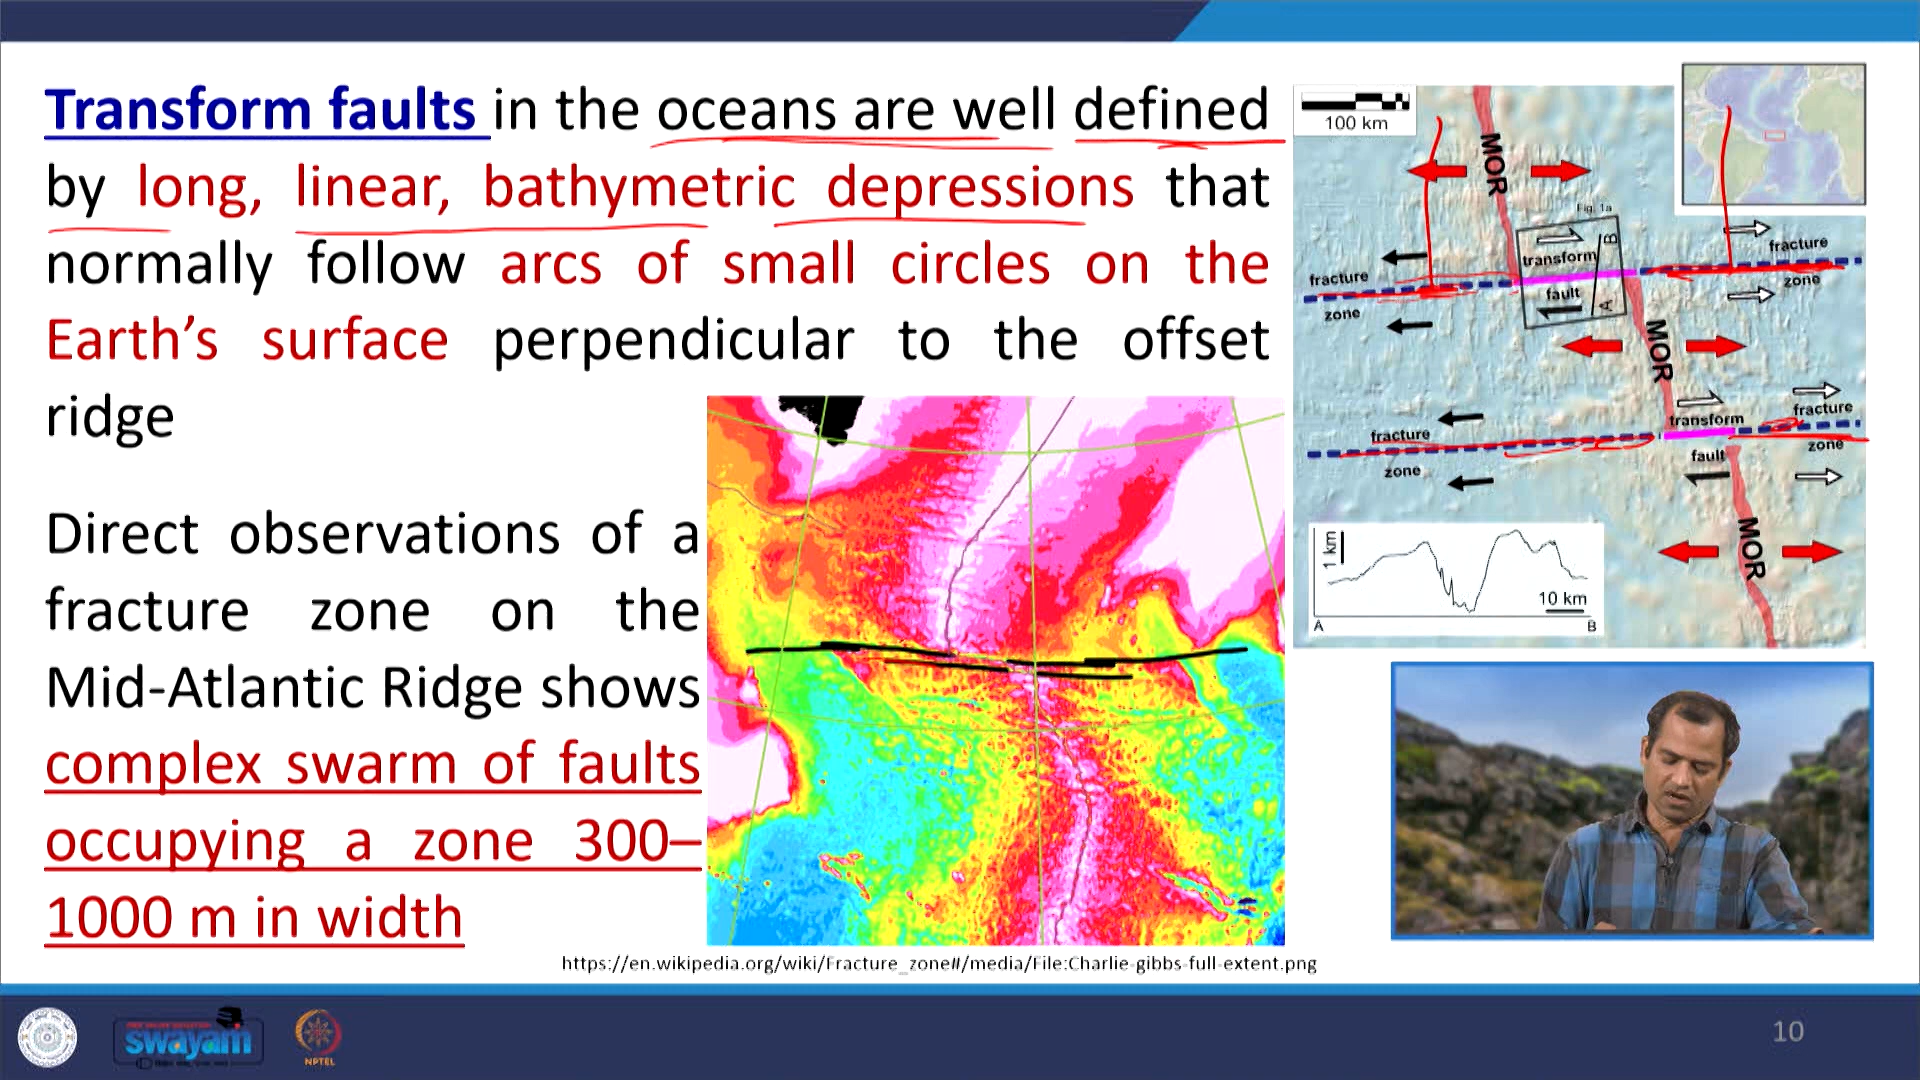 Transform faults in the oceans are well defined
by long, linear, bathymetric depressions that
normally follow arcs of small circles on the
Earth's surface perpendicular to the offset
ridge
Direct observations of a
fracture zone on the
Mid-Atlantic Ridge shows
complex swarm of faults
occupying a zone 300–
1000 m in width
100 km
MOR
Fig. 1a
B
transform
fault
A
fracture
zone
fracture
zone
MOR
transform
fault
fracture
zone
fracture
zone
MOR
1 km
10 km
A
B
https://en.wikipedia.org/wiki/Fracture_zone#/media/File:Charlie-gibbs-full-extent.png
swayam
NPTEL
10